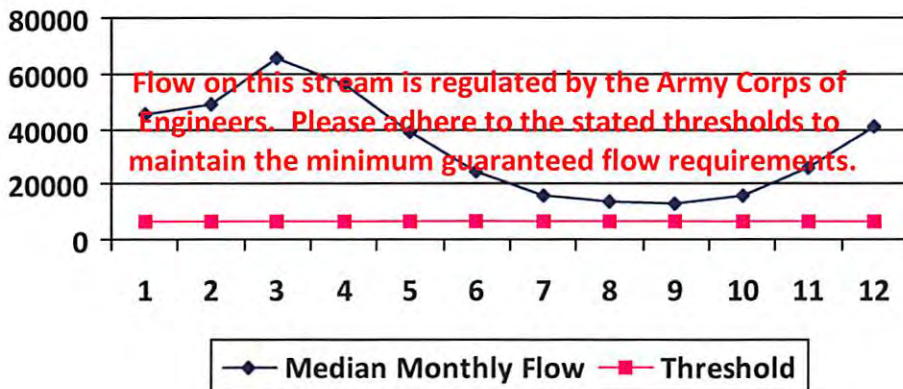 80000
60000
40000
20000
0
Flow on this stream is regulated by the Army Corps of
Engineers. Please adhere to the stated thresholds to
maintain the minimum guaranteed flow requirements.
1 2 3 4 5 6 7 8 9 10 11 12
Median Monthly Flow Threshold